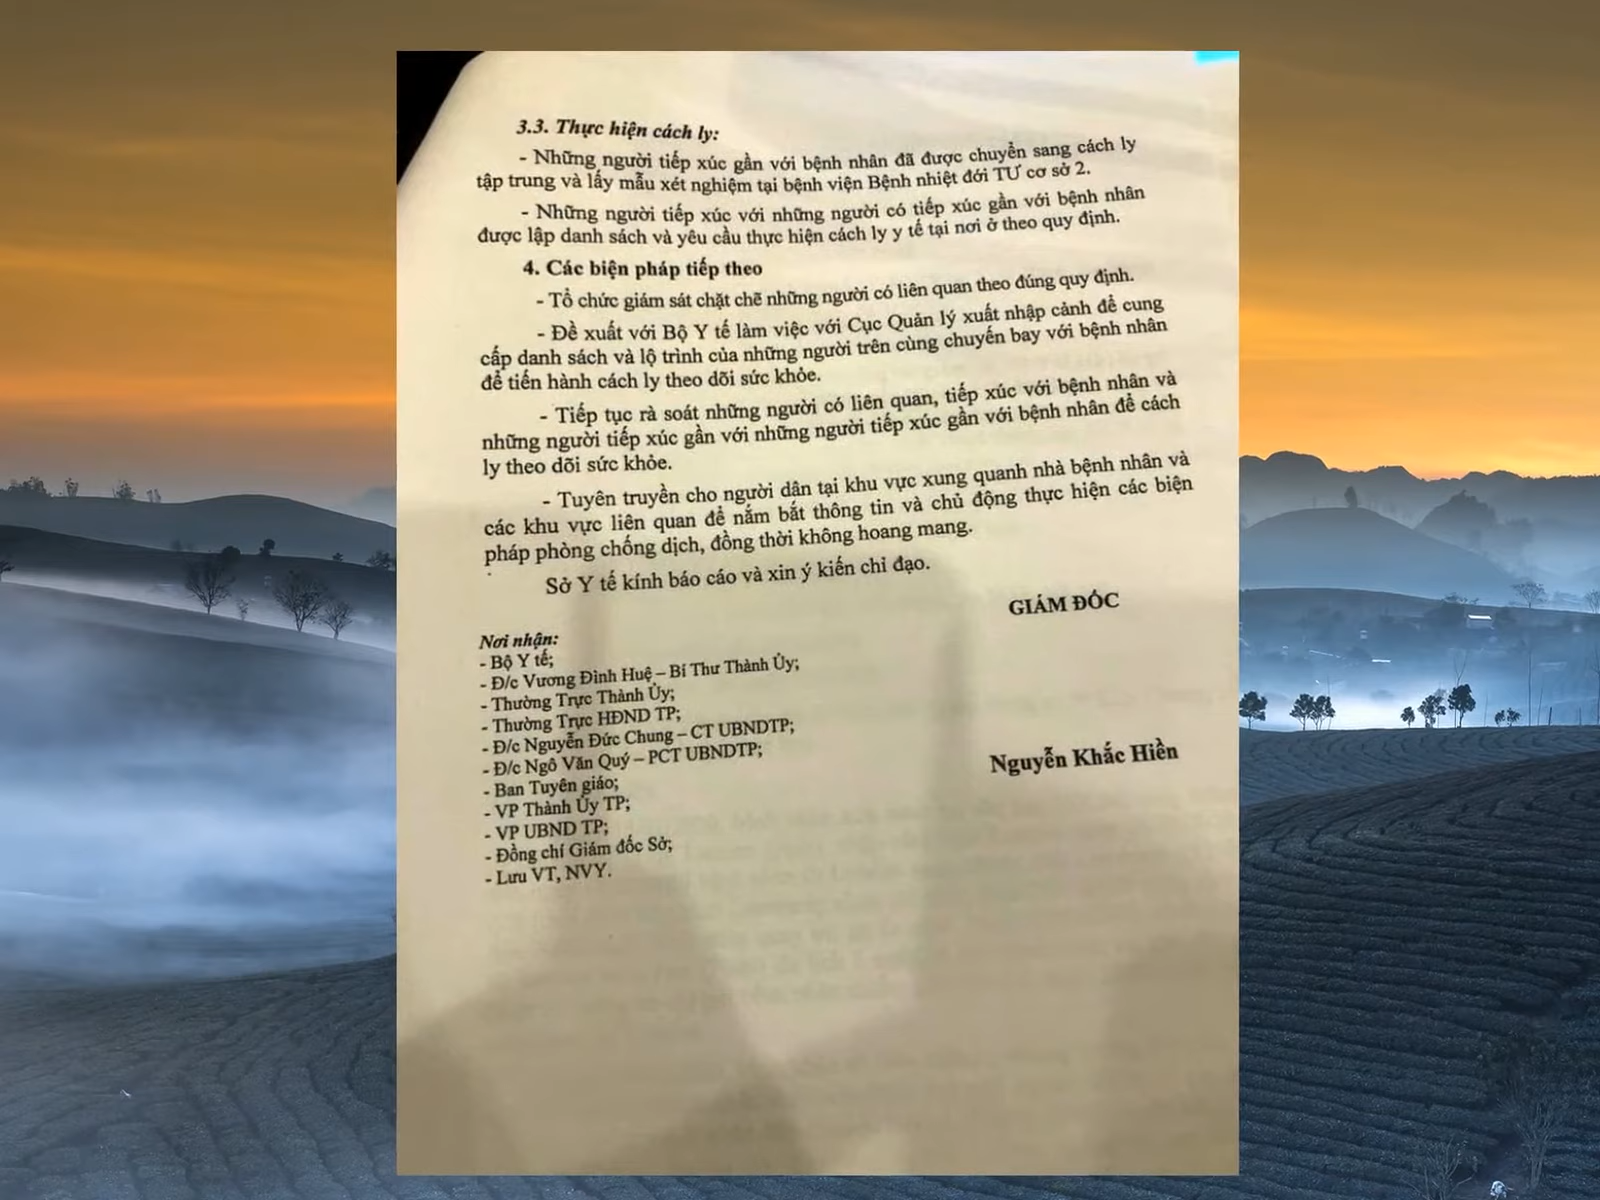 3.3. Thực hiện cách ly:
- Những người tiếp xúc gần với bệnh nhân đã được chuyển sang cách ly
tập trung và lấy mẫu xét nghiệm tại bệnh viện Bệnh nhiệt đới TƯ cơ sở 2.
- Những người tiếp xúc với những người có tiếp xúc gần với bệnh nhân
được lập danh sách và yêu cầu thực hiện cách ly y tế tại nơi ở theo quy định.
4. Các biện pháp tiếp theo
- Tổ chức giám sát chặt chẽ những người có liên quan theo đúng quy định.
- Đề xuất với Bộ Y tế làm việc với Cục Quản lý xuất nhập cảnh để cung
cấp danh sách và lộ trình của những người trên cùng chuyến bay với bệnh nhân
để tiến hành cách ly theo dõi sức khỏe.
- Tiếp tục rà soát những người có liên quan, tiếp xúc với bệnh nhân và
những người tiếp xúc gần với những người tiếp xúc gần với bệnh nhân để cách
ly theo dõi sức khỏe.
- Tuyên truyền cho người dân tại khu vực xung quanh nhà bệnh nhân và
các khu vực liên quan để nắm bắt thông tin và chủ động thực hiện các biện
pháp phòng chống dịch, đồng thời không hoang mang.
Sở Y tế kính báo cáo và xin ý kiến chỉ đạo.
GIÁM ĐỐC
Nơi nhận:
- Bộ Y tế;
- Đ/c Vương Đình Huệ – Bí Thư Thành Ủy;
- Thường Trực Thành Ủy;
- Thường Trực HĐND TP;
- Đ/c Nguyễn Đức Chung – CT UBNDTP;
- Đ/c Ngô Văn Quý – PCT UBNDTP;
- Ban Tuyên giáo;
- VP Thành Ủy TP;
- VP UBND TP;
- Đồng chí Giám đốc Sở;
- Lưu VT, NVY.
Nguyễn Khắc Hiền